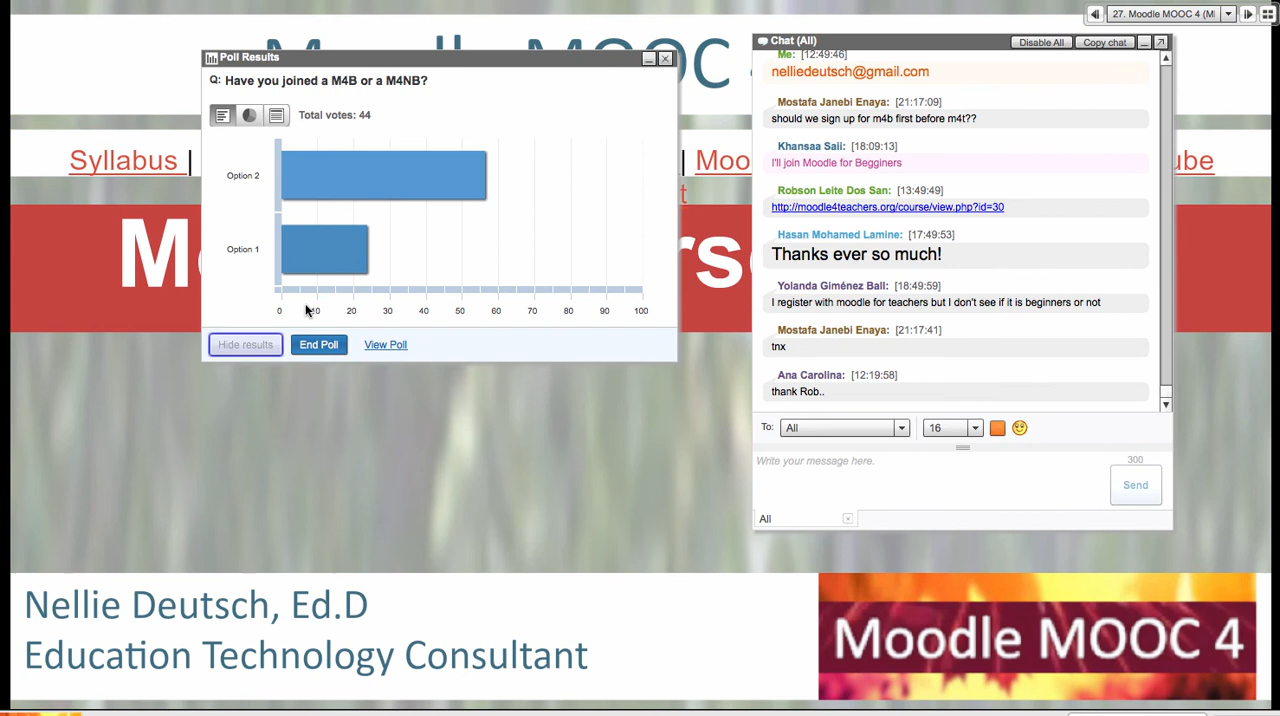 27. Moodle MOOC 4 (M
Moodle MOOC 4
Poll Results
Q: Have you joined a M4B or a M4NB?
Total votes: 44
Option 2
Option 1
0 10 20 30 40 50 60 70 80 90 100
Hide results
End Poll
View Poll
Chat (All)
Disable All
Copy chat
Me: [12:49:46]
nelliedeutsch@gmail.com
Mostafa Janebi Enaya: [21:17:09]
should we sign up for m4b first before m4t??
Khansaa Saii: [18:09:13]
I'll join Moodle for Begginers
Robson Leite Dos San: [13:49:49]
http://moodle4teachers.org/course/view.php?id=30
Hasan Mohamed Lamine: [17:49:53]
Thanks ever so much!
Yolanda Giménez Ball: [18:49:59]
I register with moodle for teachers but I don't see if it is beginners or not
Mostafa Janebi Enaya: [21:17:41]
tnx
Ana Carolina: [12:19:58]
thank Rob..
To: All 16
Write your message here.
300
Send
All
Syllabus |
| Moo
ube
Nellie Deutsch, Ed.D
Education Technology Consultant
Moodle MOOC 4